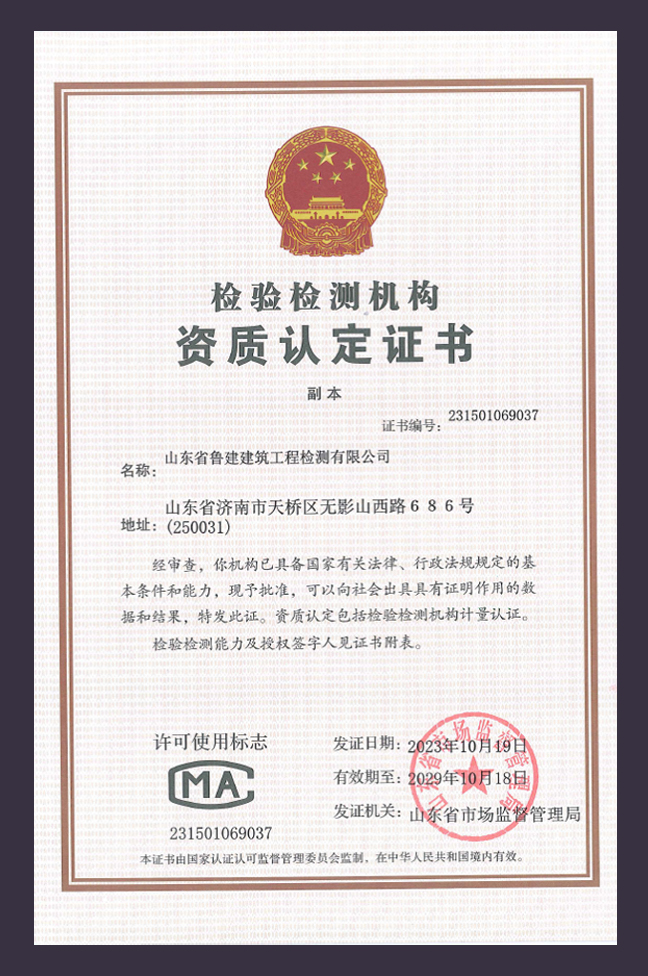 检验检测机构
资质认定证书
副本
证书编号：231501069037
名称：山东省鲁建建筑工程检测有限公司
地址：山东省济南市天桥区无影山西路６８６号
(250031)
经审查，你机构已具备国家有关法律、行政法规规定的基
本条件和能力，现予批准，可以向社会出具具有证明作用的数
据和结果，特发此证。资质认定包括检验检测机构计量认证。
检验检测能力及授权签字人见证书附表。
许可使用标志
MA
231501069037
发证日期：2023年10月19日
有效期至：2029年10月18日
发证机关：山东省市场监督管理局
山东省市场监督管理局
本证书由国家认证认可监督管理委员会监制，在中华人民共和国境内有效。